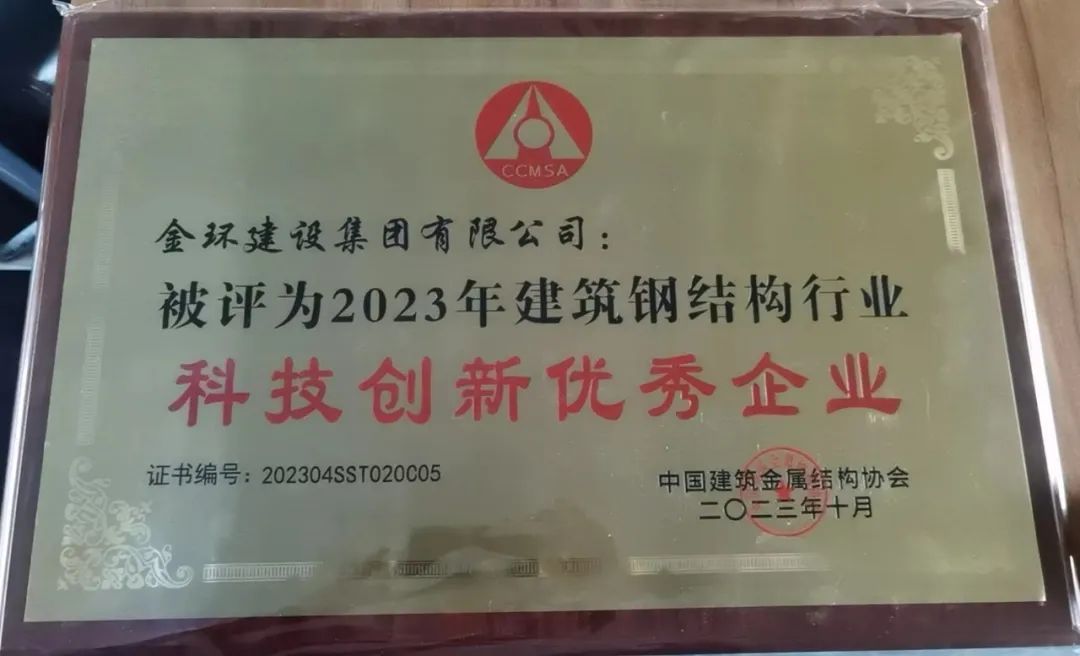 CCMSA
金环建设集团有限公司：
被评为2023年建筑钢结构行业
科技创新优秀企业
证书编号：202304SST020C05
中国建筑金属结构协会
二〇二三年十月